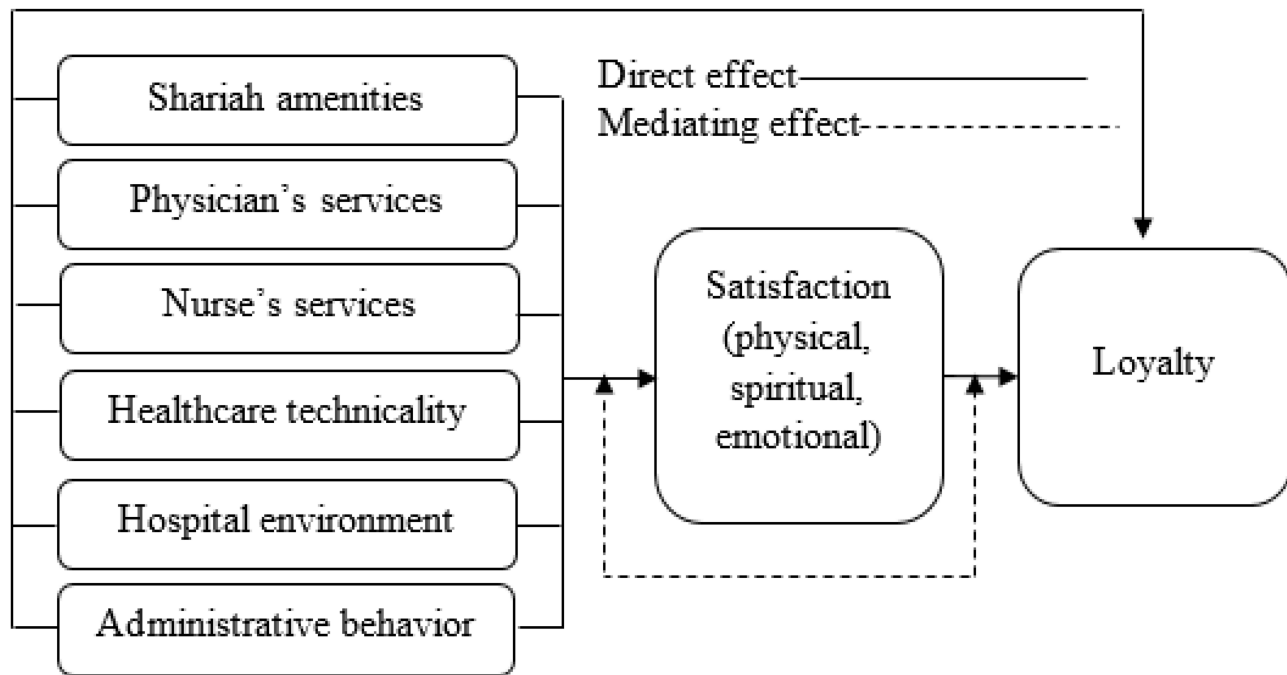 Shariah amenities
Physician’s services
Nurse’s services
Healthcare technicality
Hospital environment
Administrative behavior
Direct effect
Mediating effect
Satisfaction
(physical,
spiritual,
emotional)
Loyalty